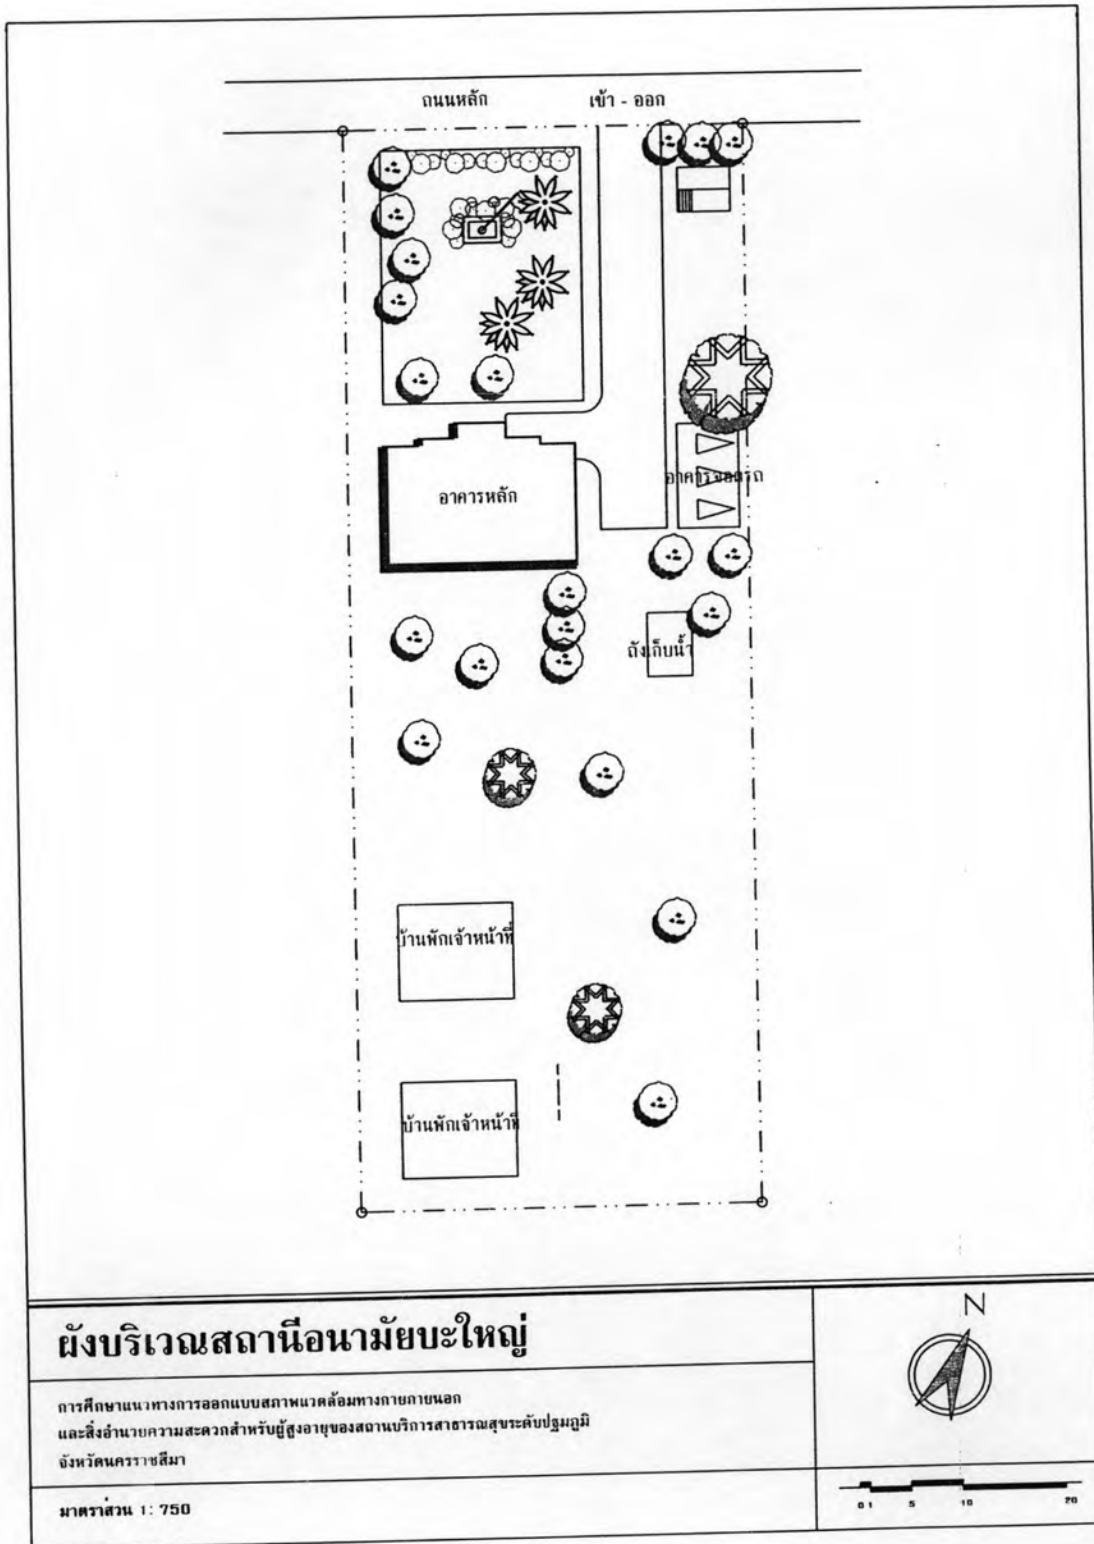 ถนนหลัก เข้า - ออก
อาคารหลัก
อาคารจอดรถ
ถังเก็บน้ำ
บ้านพักเจ้าหน้าที่
บ้านพักเจ้าหน้าที่
ผังบริเวณสถานีอนามัยบะใหญ่
การศึกษาแนวทางการออกแบบสภาพแวดล้อมทางกายภายนอก
และสิ่งอำนวยความสะดวกสำหรับผู้สูงอายุของสถานบริการสาธารณสุขระดับปฐมภูมิ
จังหวัดนครราชสีมา
มาตราส่วน 1: 750
N
0 1 5 10 20